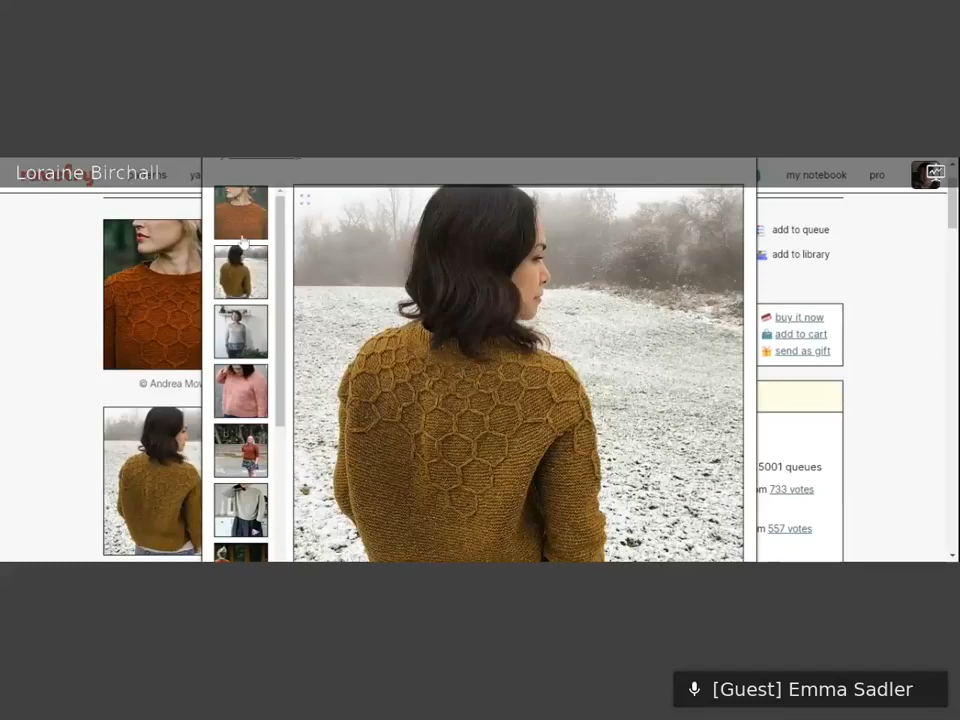 Loraine Birchall
my notebook
pro
add to queue
add to library
© Andrea Mow
buy it now
add to cart
send as gift
5001 queues
733 votes
557 votes
[Guest] Emma Sadler